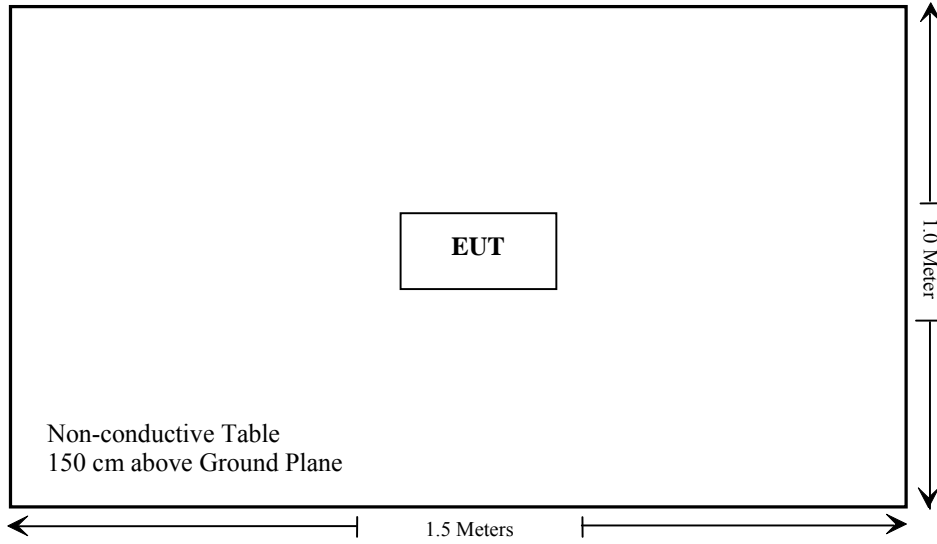 EUT
1.0 Meter
Non-conductive Table
150 cm above Ground Plane
1.5 Meters